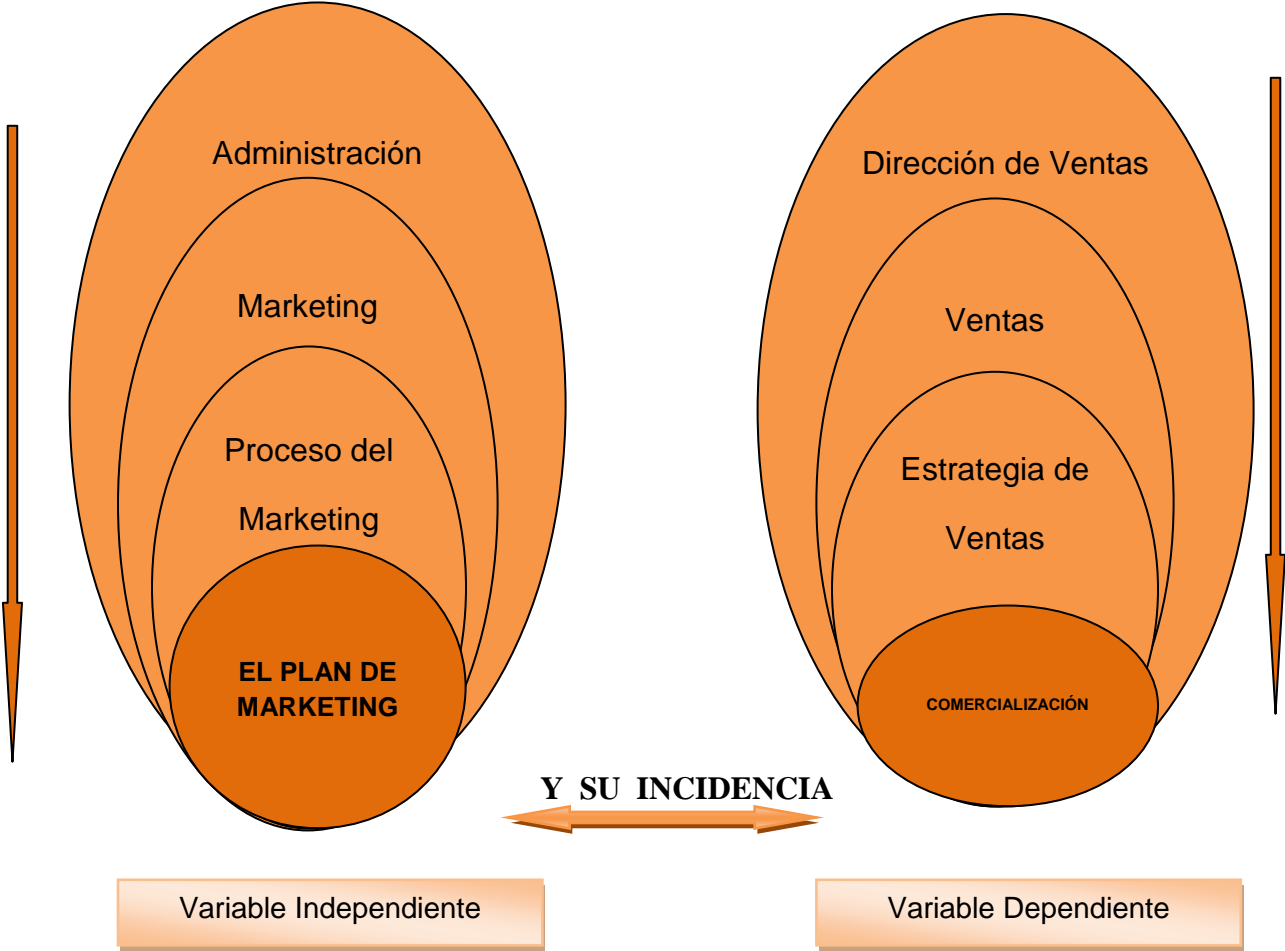 Administración
Marketing
Proceso del
Marketing
EL PLAN DE
MARKETING
Dirección de Ventas
Ventas
Estrategia de
Ventas
COMERCIALIZACIÓN
Y SU INCIDENCIA
Variable Independiente
Variable Dependiente